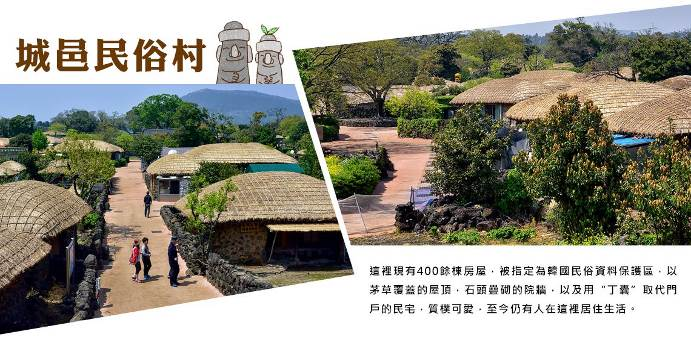 城邑民俗村
這裡現有400餘棟房屋，被指定為韓國民俗資料保護區，以
茅草覆蓋的屋頂，石頭疊砌的院牆，以及用“丁囊”取代門
戶的民宅，質樸可愛，至今仍有人在這裡居住生活。